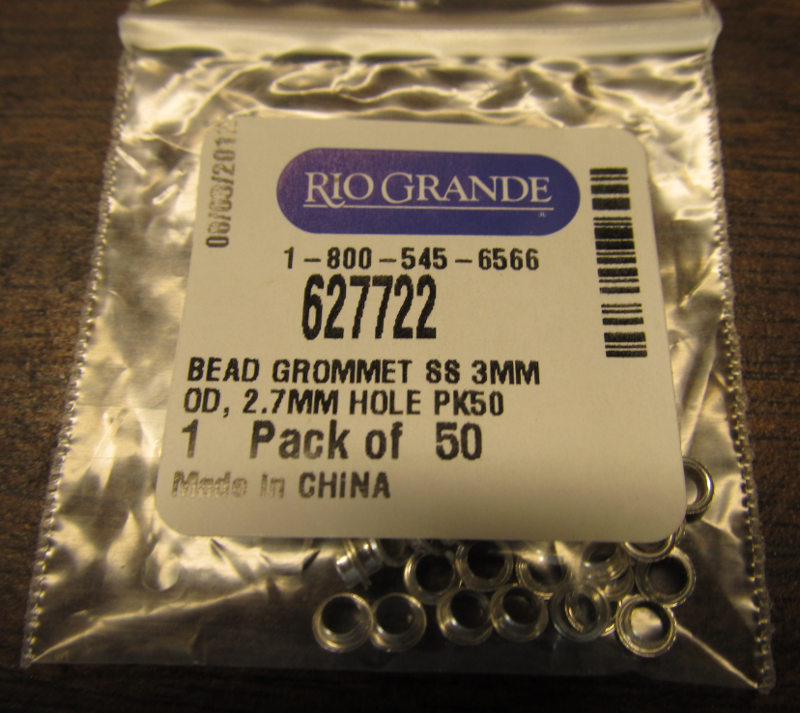 RIO GRANDE
1-800-545-6566
627722
BEAD GROMMET SS 3MM
OD, 2.7MM HOLE PK50
1 Pack of 50
Made in CHINA